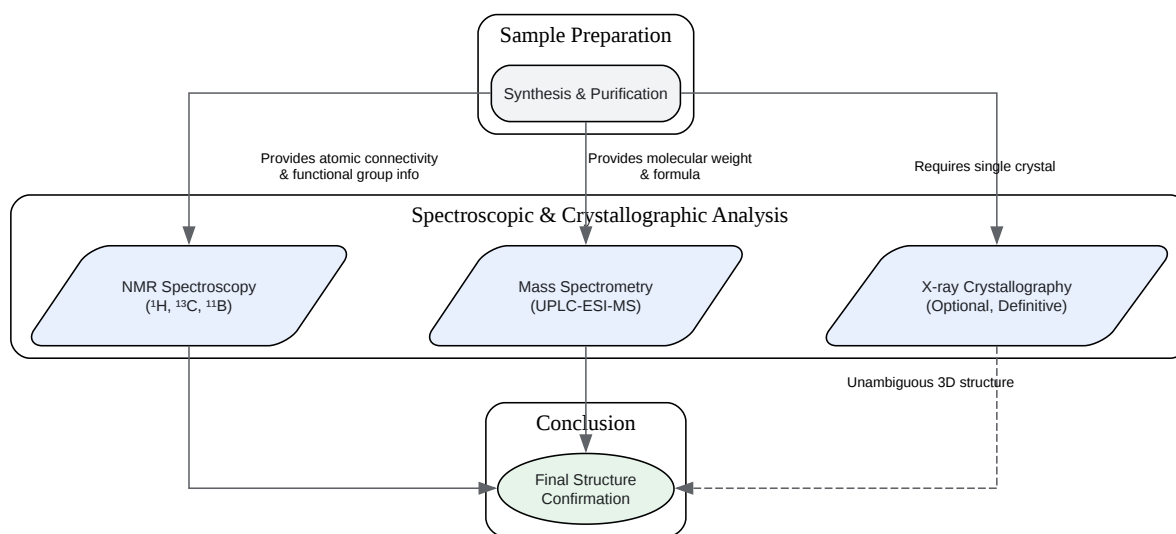 Sample Preparation
Synthesis & Purification
Provides atomic connectivity
& functional group info
Provides molecular weight
& formula
Requires single crystal
Spectroscopic & Crystallographic Analysis
NMR Spectroscopy
(¹H, ¹³C, ¹¹B)
Mass Spectrometry
(UPLC-ESI-MS)
X-ray Crystallography
(Optional, Definitive)
Unambiguous 3D structure
Conclusion
Final Structure
Confirmation